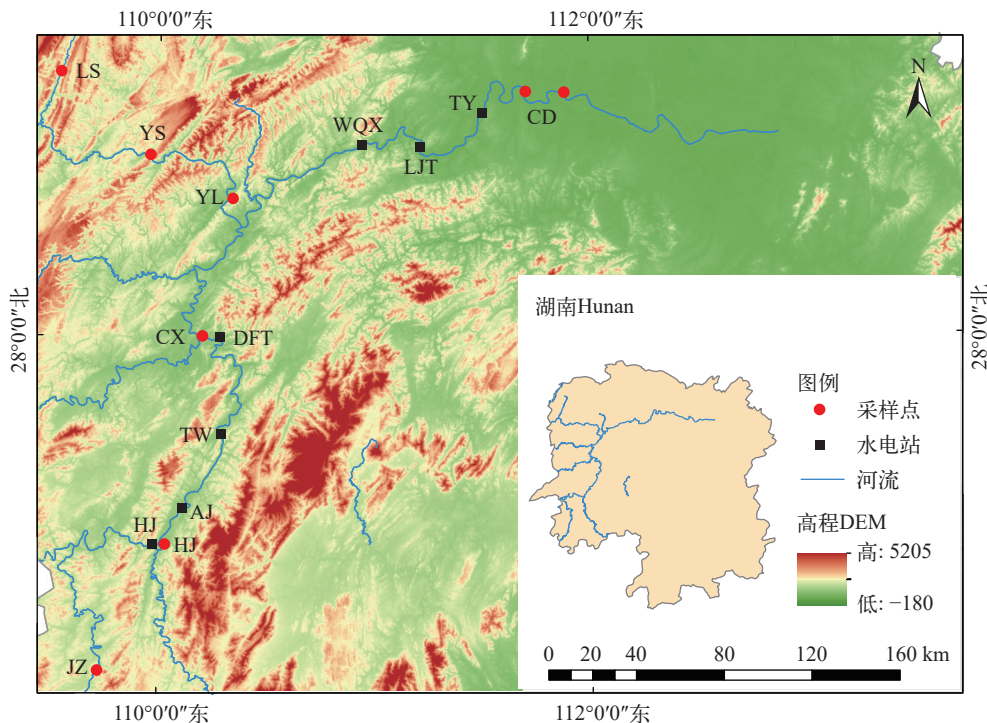 110°0′0″东 112°0′0″东
LS
N
TY
CD
YS
WQX
LJT
YL
28°0′0″北
28°0′0″北
CX
DFT
TW
AJ
HJ
HJ
JZ
湖南Hunan
图例
采样点
水电站
河流
高程DEM
高: 5205
低: −180
0 20 40 80 120 160 km
110°0′0″东 112°0′0″东